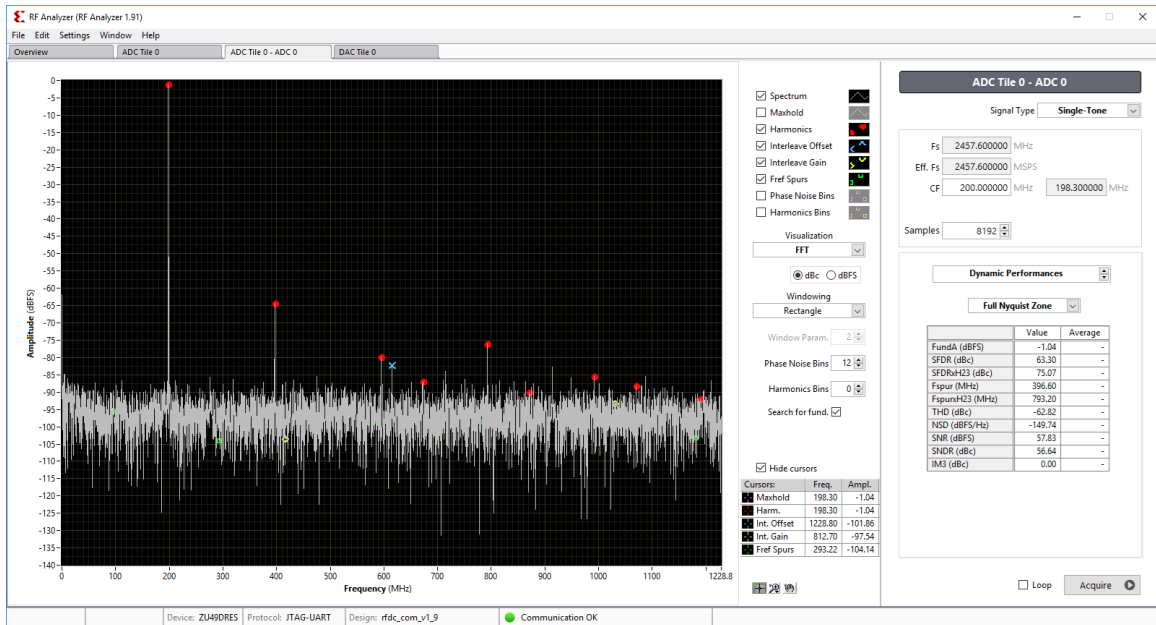 RF Analyzer (RF Analyzer 1.91)
File Edit Settings Window Help
Overview ADC Tile 0 ADC Tile 0 - ADC 0 DAC Tile 0
0-
-5-
-10-
-15-
-20-
-25-
-30-
-35-
-40-
-45-
-50-
-55-
-60-
-65-
-70-
-75-
-80-
-85-
-90-
-95-
-100-
-105-
-110-
-115-
-120-
-125-
-130-
-135-
-140-
Amplitude (dBFS)
0 100 200 300 400 500 600 700 800 900 1000 1100 1228.8
Frequency (MHz)
Spectrum
Maxhold
Harmonics
Interleave Offset
Interleave Gain
Fref Spurs
Phase Noise Bins
Harmonics Bins
Visualization
FFT
dBc dBFS
Windowing
Rectangle
Window Param. 2
Phase Noise Bins 12
Harmonics Bins 0
Search for fund.
Hide cursors
Cursors: Freq. Ampl.
Maxhold 198.30 -1.04
Harm. 198.30 -1.04
Int. Offset 1228.80 -101.86
Int. Gain 812.70 -97.54
Fref Spurs 293.22 -104.14
ADC Tile 0 - ADC 0
Signal Type Single-Tone
Fs 2457.600000 MHz
Eff. Fs 2457.600000 MSPS
CF 200.000000 MHz 198.300000 MHz
Samples 8192
Dynamic Performances
Full Nyquist Zone
Value Average
FundA (dBFS) -1.04 -
SFDR (dBc) 63.30 -
SFDRxH23 (dBc) 75.07 -
Fspur (MHz) 396.60 -
FspurxH23 (MHz) 793.20 -
THD (dBc) -62.82 -
NSD (dBFS/Hz) -149.74 -
SNR (dBFS) 57.83 -
SNDR (dBFS) 56.64 -
IM3 (dBc) 0.00 -
Loop Acquire
Device: ZU49DRES Protocol: JTAG-UART Design: rfdc_com_v1_9 Communication OK